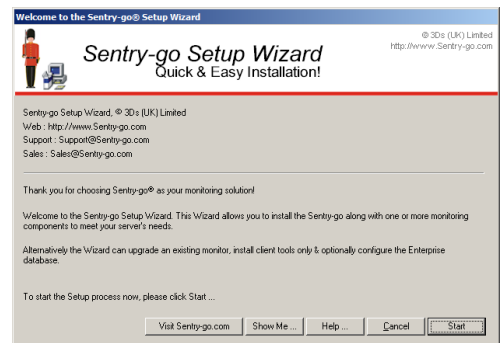 Welcome to the Sentry-go® Setup Wizard
© 3Ds (UK) Limited
http://www.Sentry-go.com
Sentry-go Setup Wizard
Quick & Easy Installation!
Sentry-go Setup Wizard, © 3Ds (UK) Limited
Web : http://www.Sentry-go.com
Support : Support@Sentry-go.com
Sales : Sales@Sentry-go.com
Thank you for choosing Sentry-go® as your monitoring solution!
Welcome to the Sentry-go Setup Wizard. This Wizard allows you to install the Sentry-go along with one or more monitoring
components to meet your server's needs.
Alternatively the Wizard can upgrade an existing monitor, install client tools only & optionally configure the Enterprise
database.
To start the Setup process now, please click Start ...
Visit Sentry-go.com
Show Me ...
Help ...
Cancel
Start